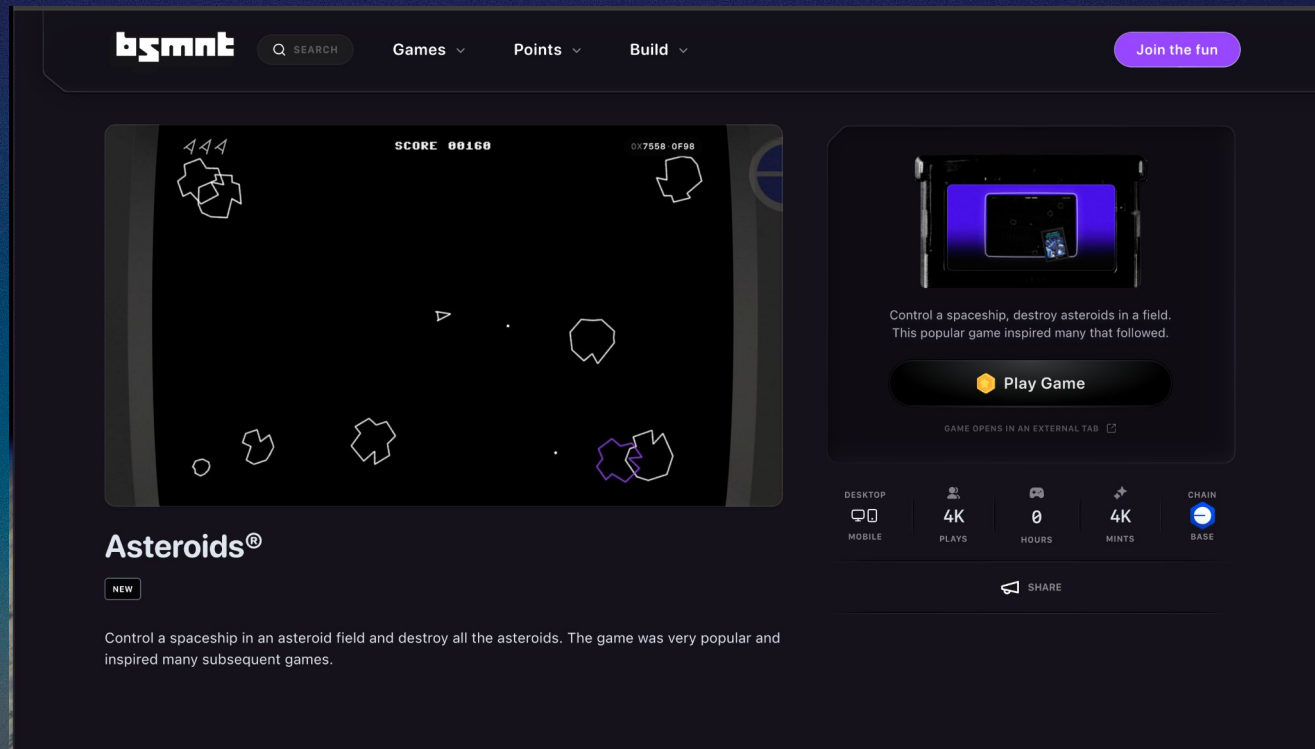 bsmnt
SEARCH
Games
Points
Build
Join the fun
SCORE 00160
0X7558·0F98
Control a spaceship, destroy asteroids in a field.
This popular game inspired many that followed.
Play Game
GAME OPENS IN AN EXTERNAL TAB
DESKTOP
MOBILE
4K
PLAYS
0
HOURS
4K
MINTS
CHAIN
BASE
SHARE
Asteroids®
NEW
Control a spaceship in an asteroid field and destroy all the asteroids. The game was very popular and
inspired many subsequent games.